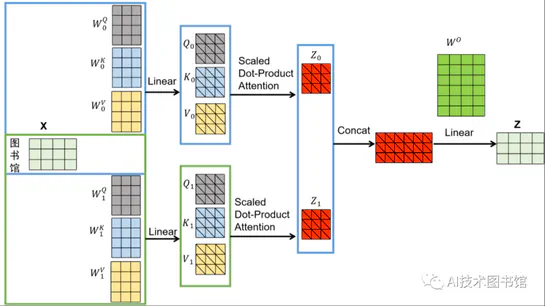 W_0^Q
W_0^K
W_0^V
X
图
书
馆
W_1^Q
W_1^K
W_1^V
Linear
Linear
Q_0
K_0
V_0
Q_1
K_1
V_1
Scaled
Dot-Product
Attention
Scaled
Dot-Product
Attention
Z_0
Z_1
Concat
W^O
Linear
Z
AI技术图书馆